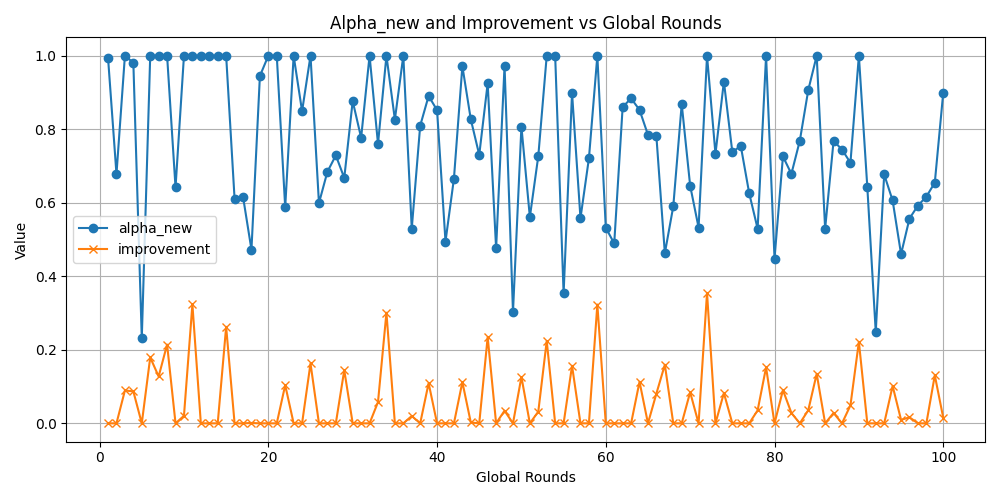 Alpha_new and Improvement vs Global Rounds
1.0
0.8
0.6
0.4
0.2
0.0
Value
alpha_new
improvement
0
20
40
60
80
100
Global Rounds